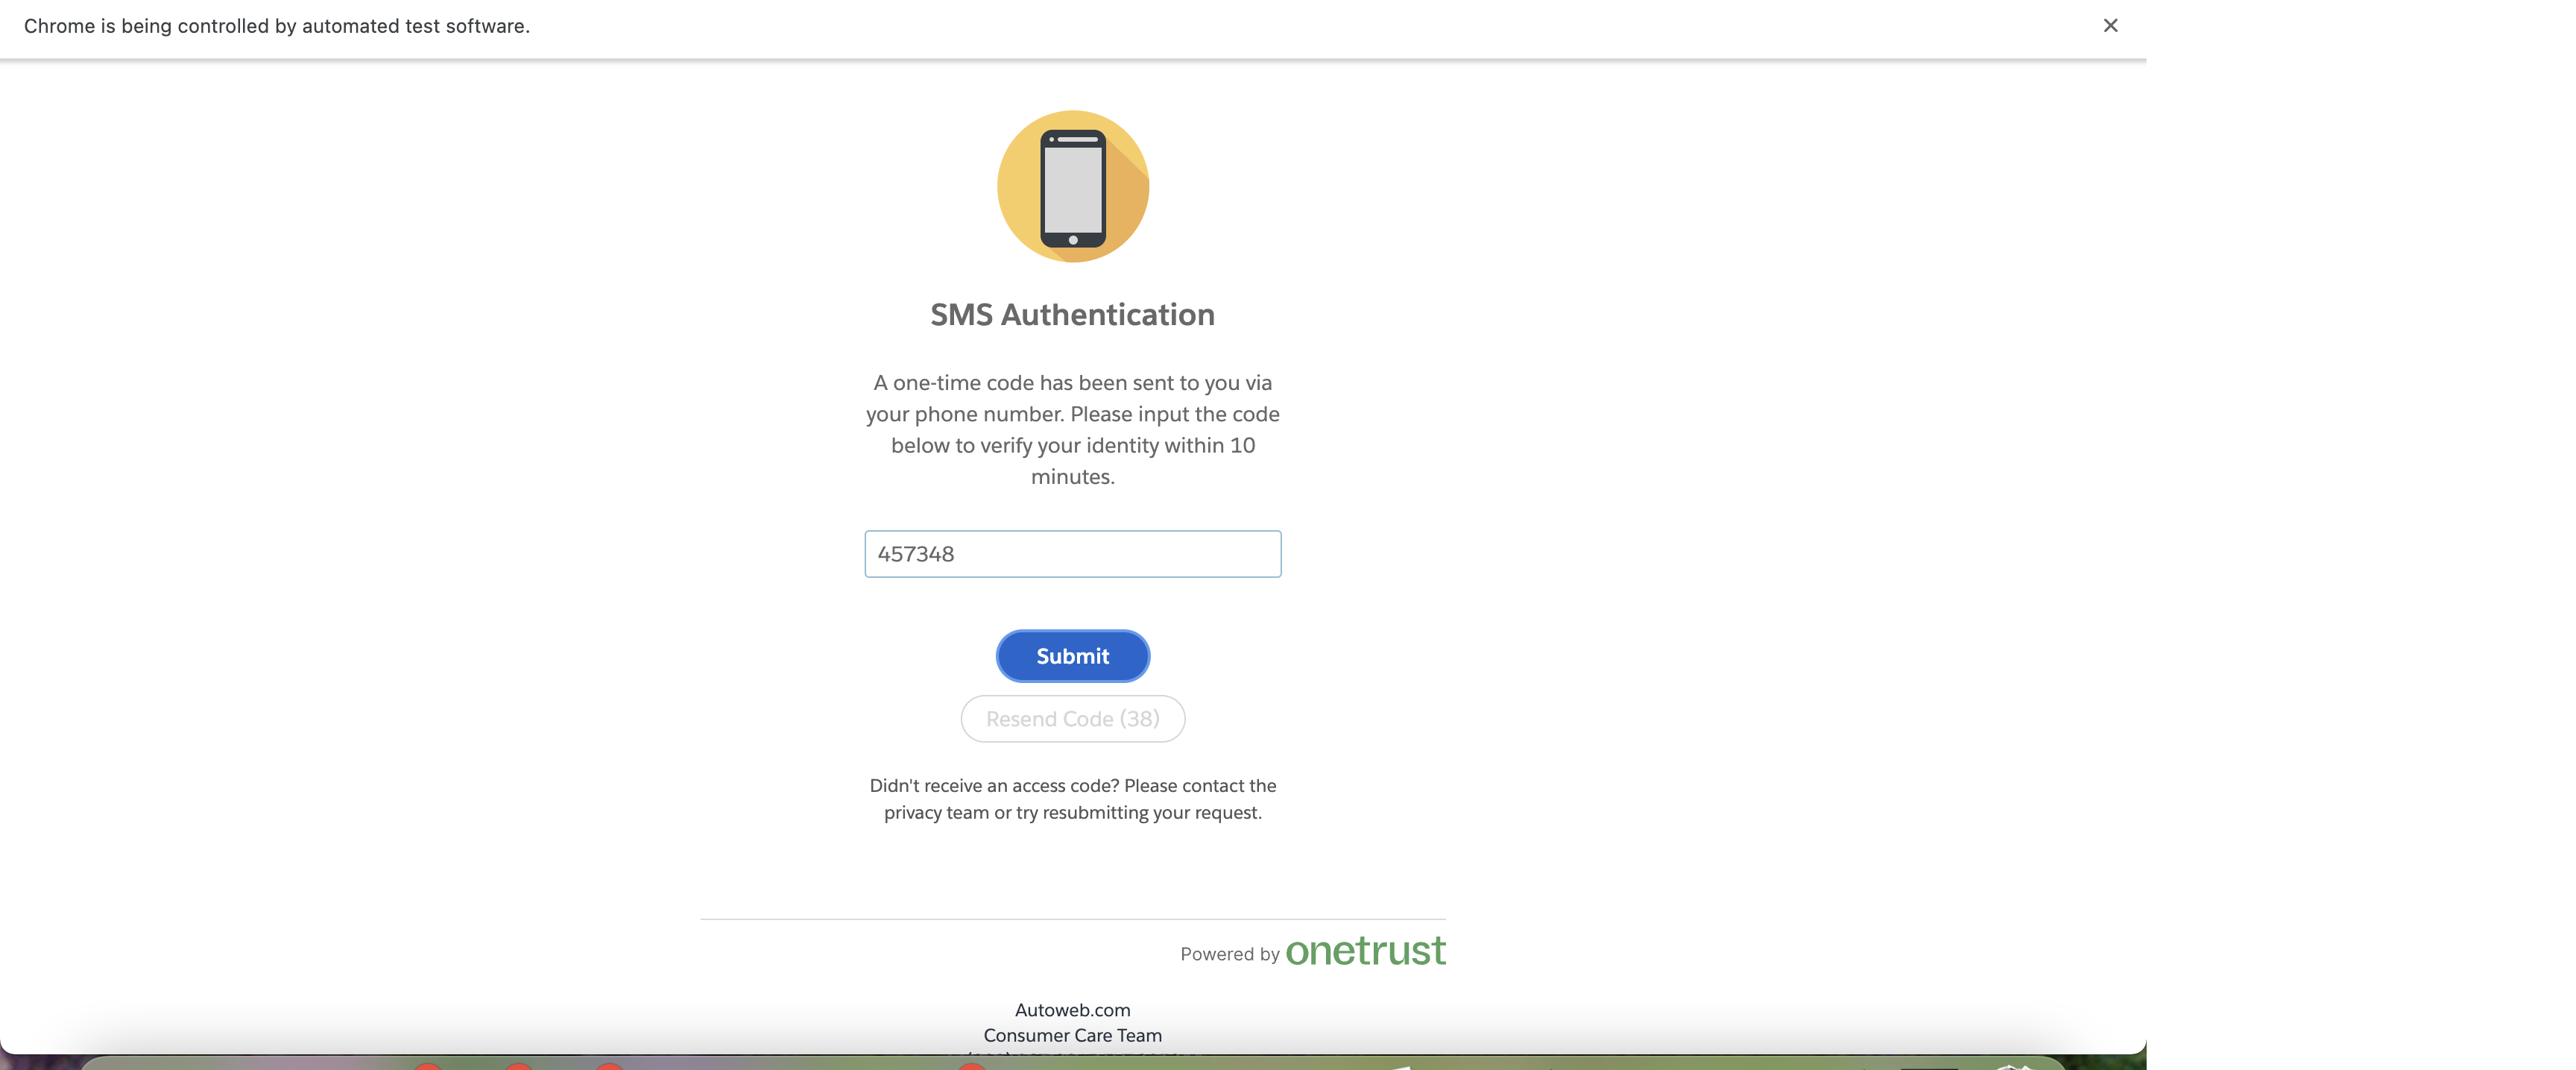 Chrome is being controlled by automated test software.
SMS Authentication
A one-time code has been sent to you via
your phone number. Please input the code
below to verify your identity within 10
minutes.
457348
Submit
Resend Code (38)
Didn't receive an access code? Please contact the
privacy team or try resubmitting your request.
Powered by onetrust
Autoweb.com
Consumer Care Team